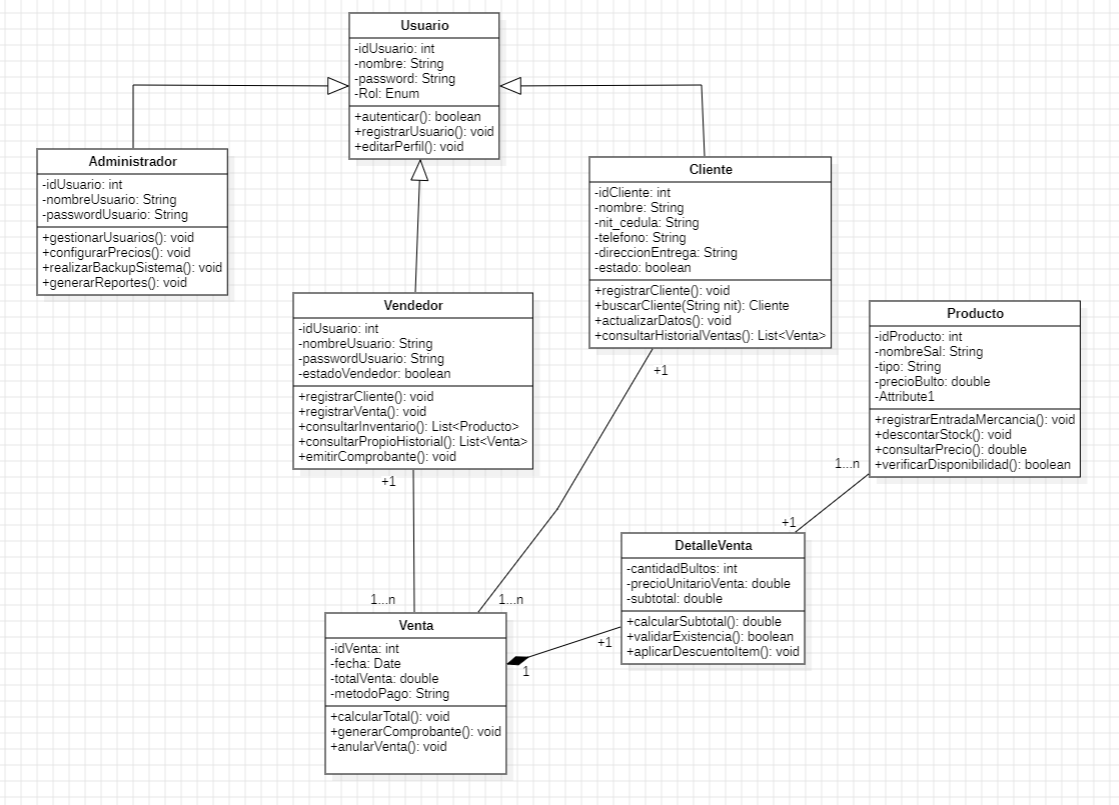 Usuario
-idUsuario: int
-nombre: String
-password: String
-Rol: Enum
+autenticar(): boolean
+registrarUsuario(): void
+editarPerfil(): void
Administrador
-idUsuario: int
-nombreUsuario: String
-passwordUsuario: String
+gestionarUsuarios(): void
+configurarPrecios(): void
+realizarBackupSistema(): void
+generarReportes(): void
Cliente
-idCliente: int
-nombre: String
-nit_cedula: String
-telefono: String
-direccionEntrega: String
-estado: boolean
+registrarCliente(): void
+buscarCliente(String nit): Cliente
+actualizarDatos(): void
+consultarHistorialVentas(): List<Venta>
+1
Vendedor
-idUsuario: int
-nombreUsuario: String
-passwordUsuario: String
-estadoVendedor: boolean
+registrarCliente(): void
+registrarVenta(): void
+consultarInventario(): List<Producto>
+consultarPropioHistorial(): List<Venta>
+emitirComprobante(): void
+1
Producto
-idProducto: int
-nombreSal: String
-tipo: String
-precioBulto: double
-Attribute1
+registrarEntradaMercancia(): void
+descontarStock(): void
+consultarPrecio(): double
+verificarDisponibilidad(): boolean
1...n
+1
DetalleVenta
-cantidadBultos: int
-precioUnitarioVenta: double
-subtotal: double
+calcularSubtotal(): double
+validarExistencia(): boolean
+aplicarDescuentoItem(): void
+1
1
1...n
1...n
Venta
-idVenta: int
-fecha: Date
-totalVenta: double
-metodoPago: String
+calcularTotal(): void
+generarComprobante(): void
+anularVenta(): void